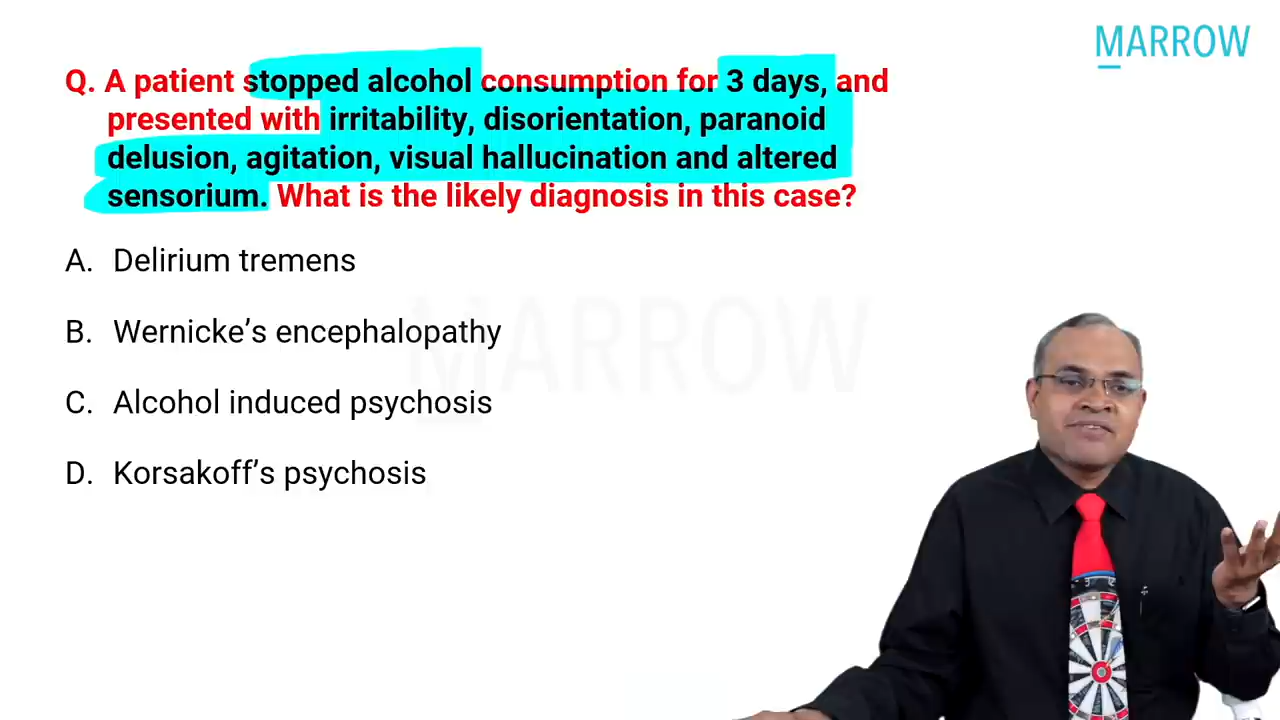 MARROW
Q. A patient stopped alcohol consumption for 3 days, and
presented with irritability, disorientation, paranoid
delusion, agitation, visual hallucination and altered
sensorium. What is the likely diagnosis in this case?
A. Delirium tremens
B. Wernicke’s encephalopathy
C. Alcohol induced psychosis
D. Korsakoff’s psychosis
MARROW